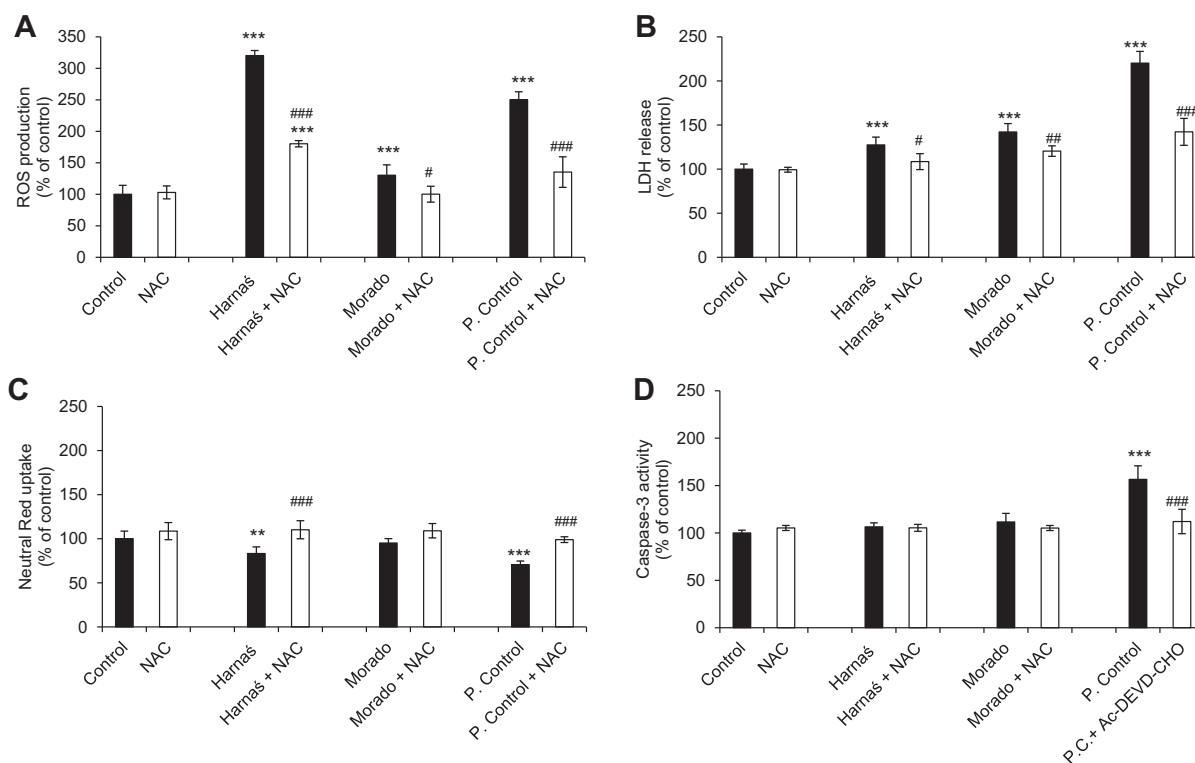 A
ROS production
(% of control)
350
300
250
200
150
100
50
0
***
###
***
***
#
***
###
Control
NAC
Harnaś
Harnaś + NAC
Morado
Morado + NAC
P. Control
P. Control + NAC
B
LDH release
(% of control)
250
200
150
100
50
0
***
#
***
##
***
###
Control
NAC
Harnaś
Harnaś + NAC
Morado
Morado + NAC
P. Control
P. Control + NAC
C
Neutral Red uptake
(% of control)
250
200
150
100
50
0
**
###
***
###
Control
NAC
Harnaś
Harnaś + NAC
Morado
Morado + NAC
P. Control
P. Control + NAC
D
Caspase-3 activity
(% of control)
250
200
150
100
50
0
***
###
Control
NAC
Harnaś
Harnaś + NAC
Morado
Morado + NAC
P. Control
P.C.+ Ac-DEVD-CHO